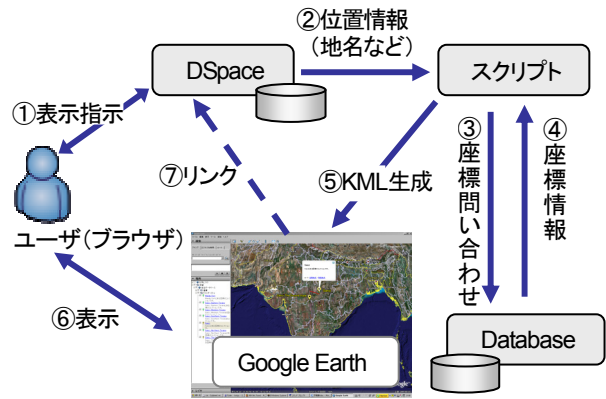 ②位置情報
（地名など）
DSpace
スクリプト
①表示指示
③座標問い合わせ
④座標情報
⑦リンク
⑤KML生成
ユーザ（ブラウザ）
⑥表示
Google Earth
Database